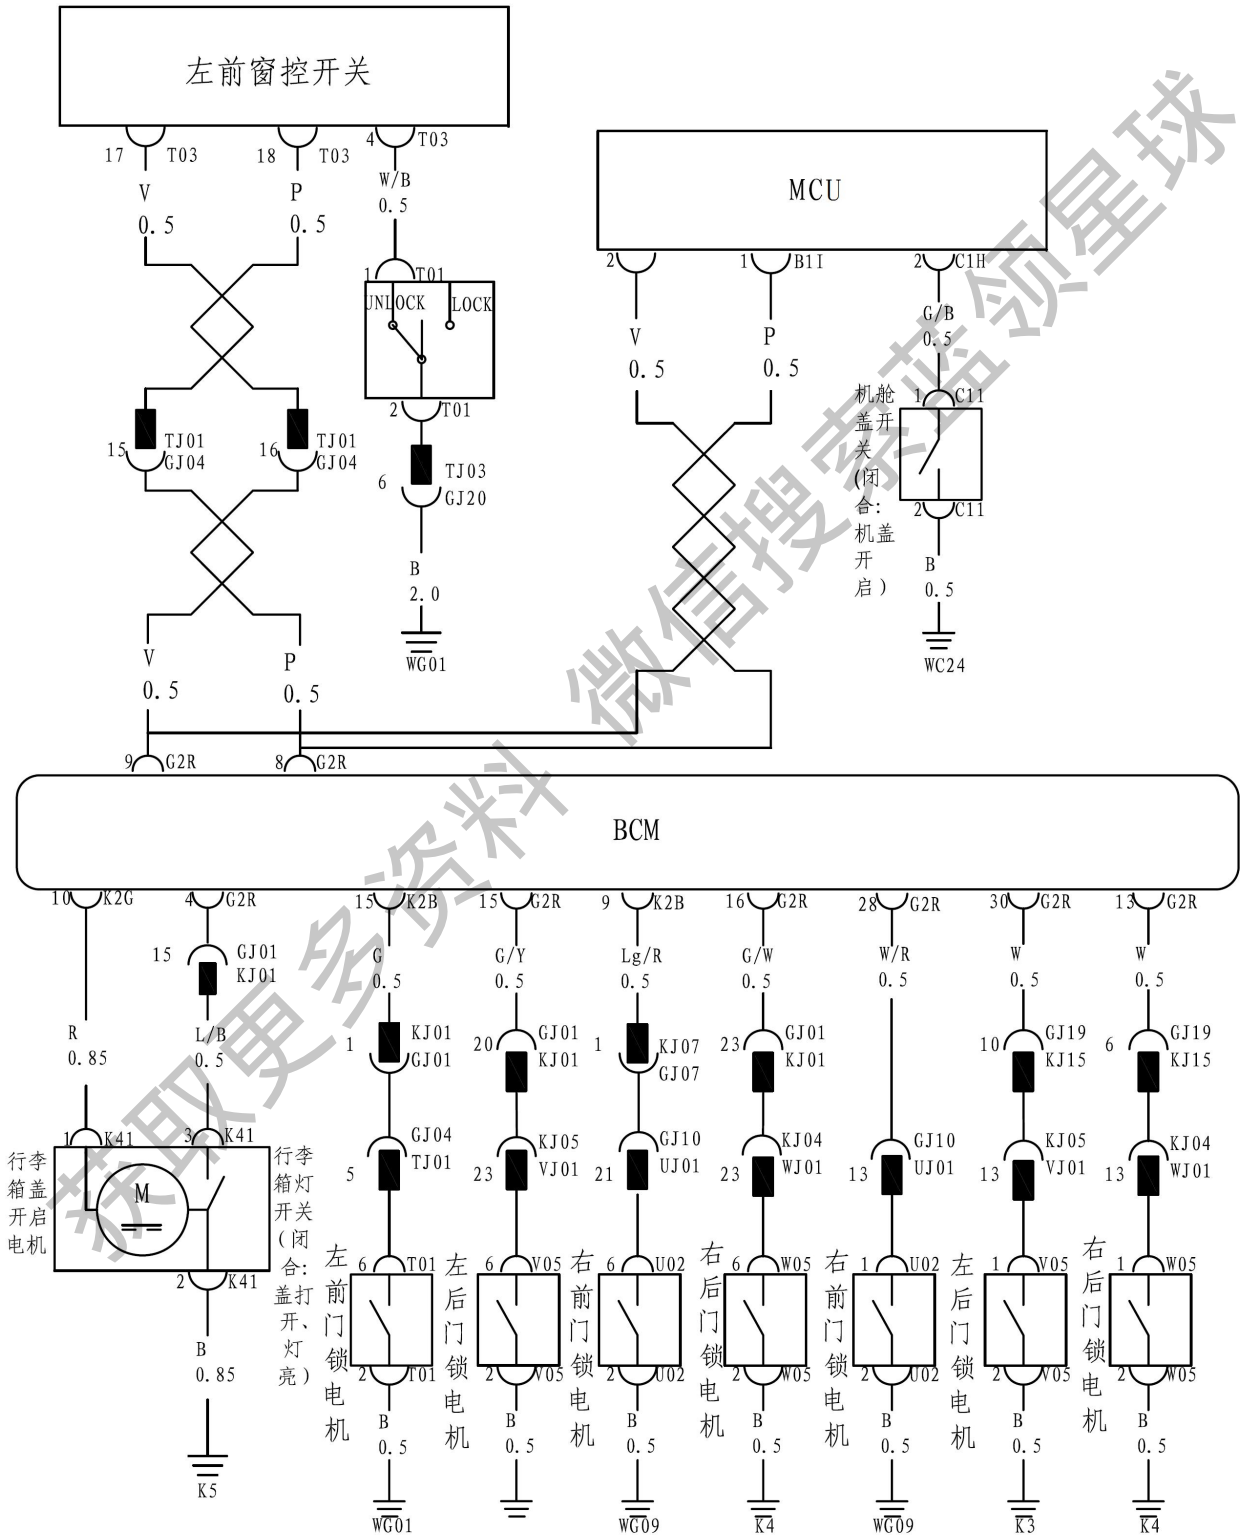 左前窗控开关
17 T03
18 T03
4 T03
V
0.5
P
0.5
W/B
0.5
MCU
2
1 B1I
2 C1H
1 T01
UNLOCK LOCK
2 T01
V
0.5
P
0.5
G/B
0.5
机舱
盖开
关
(闭
合:
机盖
开
启)
1 C11
2 C11
15 TJ01
GJ04
16 TJ01
GJ04
6 TJ03
GJ20
B
2.0
WG01
B
0.5
WC24
V
0.5
P
0.5
9 G2R
8 G2R
BCM
10 K2G
4 G2R
15 K2B
15 G2R
9 K2B
16 G2R
28 G2R
30 G2R
13 G2R
15 GJ01
KJ01
G
0.5
G/Y
0.5
Lg/R
0.5
G/W
0.5
W/R
0.5
W
0.5
W
0.5
R
0.85
L/B
0.5
1 KJ01
GJ01
20 GJ01
KJ01
1 KJ07
GJ07
23 GJ01
KJ01
10 GJ19
KJ15
6 GJ19
KJ15
1 K41
3 K41
5 GJ04
TJ01
23 KJ05
VJ01
21 GJ10
UJ01
23 KJ04
WJ01
13 GJ10
UJ01
13 KJ05
VJ01
13 KJ04
WJ01
行李
箱盖
开启
电机
M
行李
箱灯
开关
(闭
合:
盖打
开、
灯
亮)
2 K41
B
0.85
K5
左前门锁电机
6 T01
2 T01
B
0.5
WG01
左后门锁电机
6 V05
2 V05
B
0.5
右前门锁电机
6 U02
2 U02
B
0.5
WG09
右后门锁电机
6 W05
2 W05
B
0.5
K4
右前门锁电机
1 U02
2 U02
B
0.5
WG09
左后门锁电机
1 V05
2 V05
B
0.5
K3
右后门锁电机
1 W05
2 W05
B
0.5
K4
获取更多资料 微信搜索蓝领星球